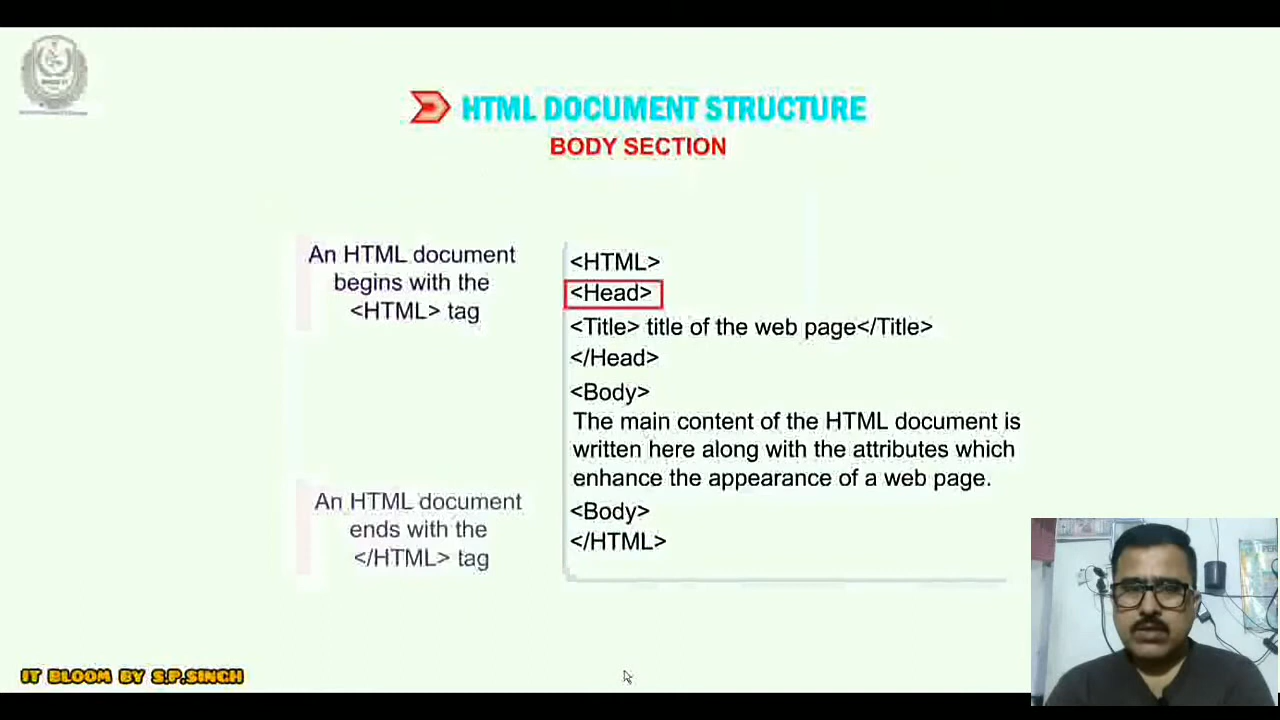 HTML DOCUMENT STRUCTURE
BODY SECTION
An HTML document
begins with the
<HTML> tag
An HTML document
ends with the
</HTML> tag
<HTML>
<Head>
<Title> title of the web page</Title>
</Head>
<Body>
The main content of the HTML document is
written here along with the attributes which
enhance the appearance of a web page.
<Body>
</HTML>
IT BLOOM BY S.P.SINGH